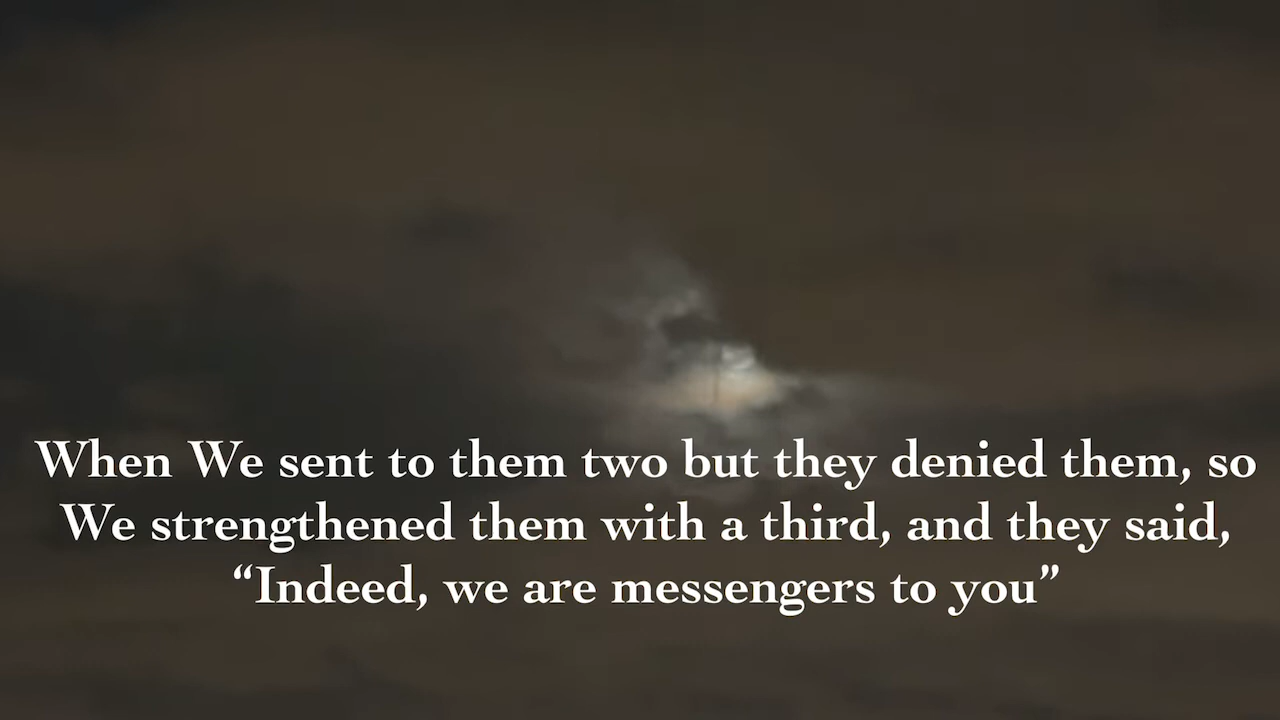 When We sent to them two but they denied them, so
We strengthened them with a third, and they said,
“Indeed, we are messengers to you”